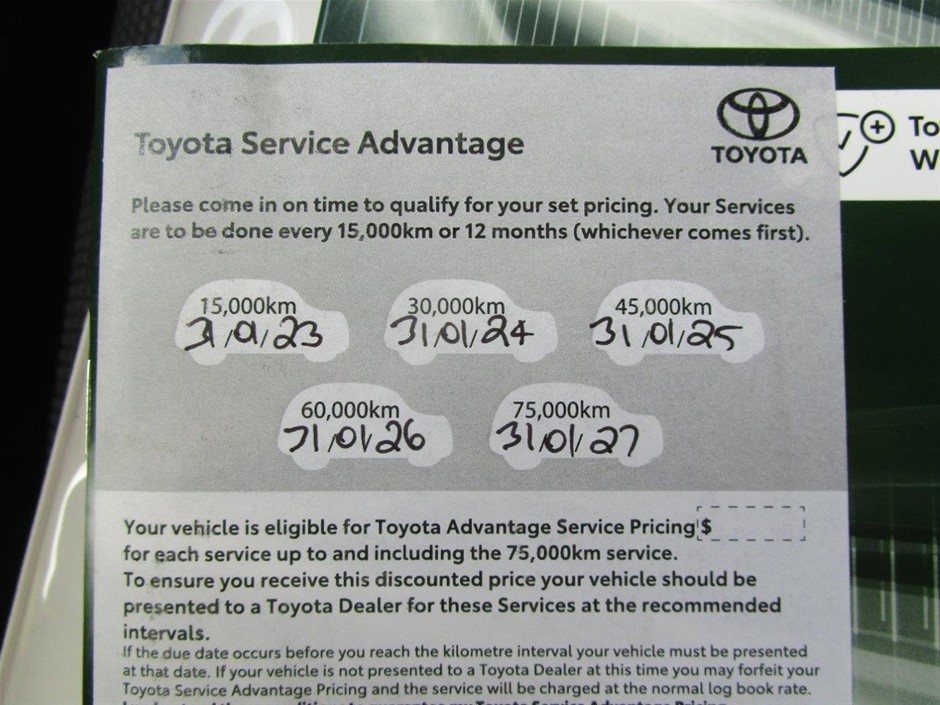 Toyota Service Advantage
TOYOTA
To
W
Please come in on time to qualify for your set pricing. Your Services
are to be done every 15,000km or 12 months (whichever comes first).
15,000km
31/01/23
30,000km
31/01/24
45,000km
31/01/25
60,000km
31/01/26
75,000km
31/01/27
Your vehicle is eligible for Toyota Advantage Service Pricing $
for each service up to and including the 75,000km service.
To ensure you receive this discounted price your vehicle should be
presented to a Toyota Dealer for these Services at the recommended
intervals.
If the due date occurs before you reach the kilometre interval your vehicle must be presented
at that date. If your vehicle is not presented to a Toyota Dealer at this time you may forfeit your
Toyota Service Advantage Pricing and the service will be charged at the normal log book rate.